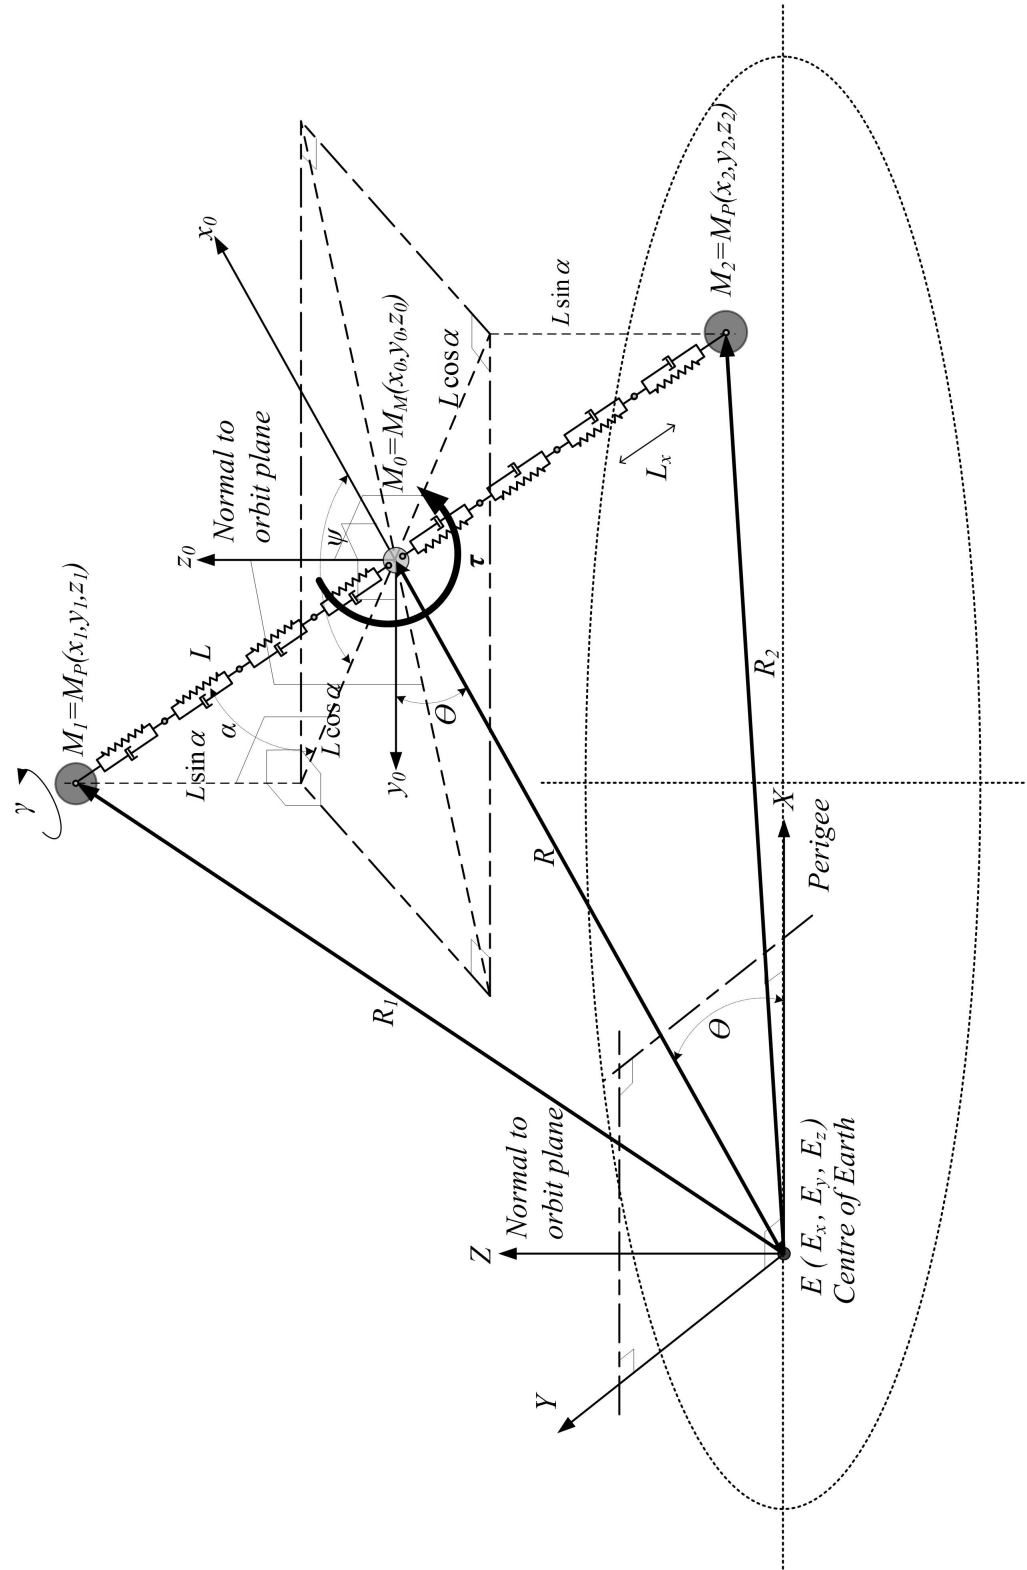 γ
M₁=M_P(x₁,y₁,z₁)
L
L sin α
α
L cos α
z₀
Normal to
orbit plane
x₀
ψ
M₀=M_M(x₀,y₀,z₀)
L cos α
L sin α
y₀
Θ
τ
L_x
M₂=M_P(x₂,y₂,z₂)
R₁
R
R₂
Z
Normal to
orbit plane
Y
Θ
X
Perigee
E ( E_x , E_y , E_z)
Centre of Earth